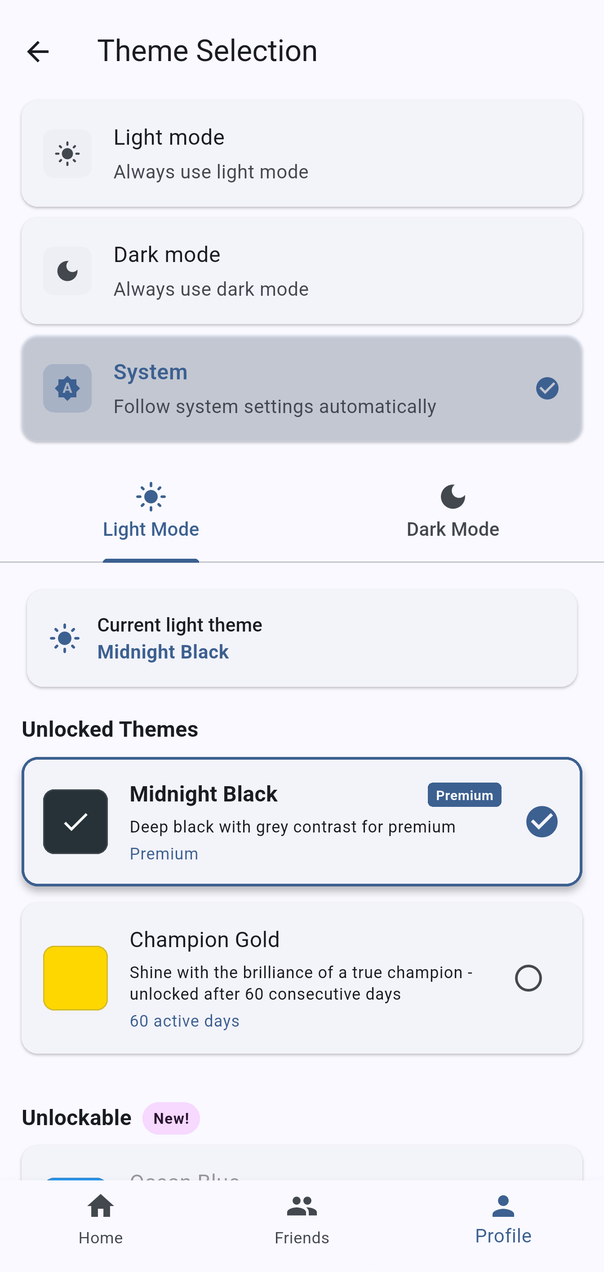 Theme Selection
Light mode
Always use light mode
Dark mode
Always use dark mode
A
System
Follow system settings automatically
Light Mode
Dark Mode
Current light theme
Midnight Black
Unlocked Themes
Midnight Black
Premium
Deep black with grey contrast for premium
Premium
Champion Gold
Shine with the brilliance of a true champion -
unlocked after 60 consecutive days
60 active days
Unlockable
New!
Ocean Blue
Home
Friends
Profile